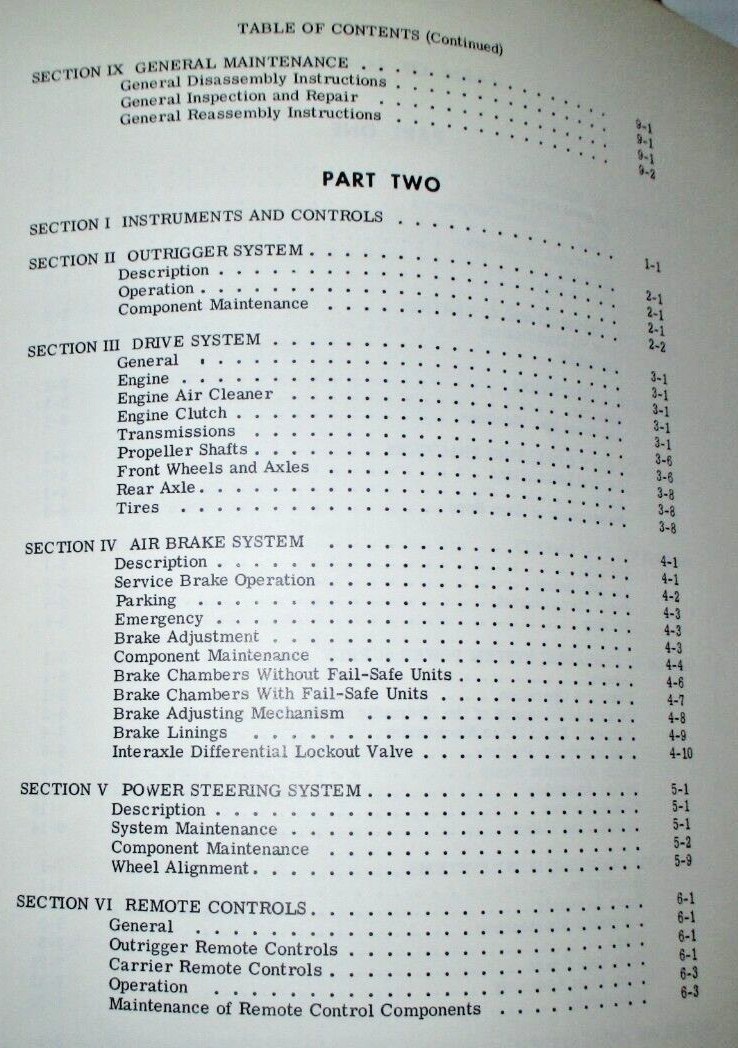 TABLE OF CONTENTS (Continued)
SECTION IX GENERAL MAINTENANCE . . . . . . . . . . 9-1
General Disassembly Instructions . . . . . . . . . . 9-1
General Inspection and Repair . . . . . . . . . . 9-1
General Reassembly Instructions . . . . . . . . . . 9-2
PART TWO
SECTION I INSTRUMENTS AND CONTROLS . . . . . . . . . . 1-1
SECTION II OUTRIGGER SYSTEM . . . . . . . . . . 2-1
Description . . . . . . . . . . 2-1
Operation . . . . . . . . . . 2-1
Component Maintenance . . . . . . . . . . 2-2
SECTION III DRIVE SYSTEM . . . . . . . . . . 3-1
General . . . . . . . . . . 3-1
Engine . . . . . . . . . . 3-1
Engine Air Cleaner . . . . . . . . . . 3-1
Engine Clutch . . . . . . . . . . 3-1
Transmissions . . . . . . . . . . 3-6
Propeller Shafts . . . . . . . . . . 3-6
Front Wheels and Axles . . . . . . . . . . 3-8
Rear Axle . . . . . . . . . . 3-8
Tires . . . . . . . . . . 3-8
SECTION IV AIR BRAKE SYSTEM . . . . . . . . . . 4-1
Description . . . . . . . . . . 4-1
Service Brake Operation . . . . . . . . . . 4-2
Parking . . . . . . . . . . 4-3
Emergency . . . . . . . . . . 4-3
Brake Adjustment . . . . . . . . . . 4-3
Component Maintenance . . . . . . . . . . 4-4
Brake Chambers Without Fail-Safe Units . . . . . . . . . . 4-6
Brake Chambers With Fail-Safe Units . . . . . . . . . . 4-7
Brake Adjusting Mechanism . . . . . . . . . . 4-8
Brake Linings . . . . . . . . . . 4-9
Interaxle Differential Lockout Valve . . . . . . . . . . 4-10
SECTION V POWER STEERING SYSTEM . . . . . . . . . . 5-1
Description . . . . . . . . . . 5-1
System Maintenance . . . . . . . . . . 5-1
Component Maintenance . . . . . . . . . . 5-2
Wheel Alignment . . . . . . . . . . 5-9
SECTION VI REMOTE CONTROLS . . . . . . . . . . 6-1
General . . . . . . . . . . 6-1
Outrigger Remote Controls . . . . . . . . . . 6-1
Carrier Remote Controls . . . . . . . . . . 6-1
Operation . . . . . . . . . . 6-3
Maintenance of Remote Control Components . . . . . . . . 6-3